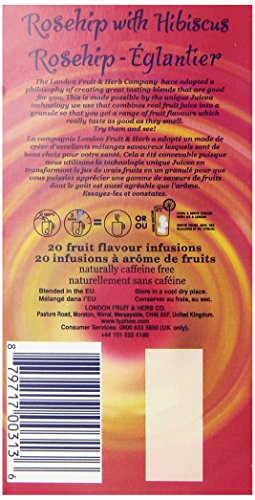 Rosehip with Hibiscus
Rosehip - Églantier
The London Fruit & Herb Company have adopted a
philosophy of creating great tasting blends that are good
for you. This is made possible by the unique Juicea
technology we use that combines real fruit juice into a
granule so that you get a range of fruit flavours which
really taste as good as they smell.
Try them and see!
La compagnie London Fruit & Herb a adopté un mode de
créer d'excellents mélanges savoureux lesquels sont de
bons choix pour votre santé. Cela a été concevable puisque
nous utilisons la technologie unique Juicea en
transformant le jus de vrais fruits en un granulé pour que
vous puissiez apprécier une gamme de saveurs de fruits
dont le goût est aussi agréable que l'arôme.
Essayez-les et constatez.
OR
OU
20 fruit flavour infusions
20 infusions à arôme de fruits
naturally caffeine free
naturellement sans caféine
Blended in the EU.
Mélangé dans l'EU
Store in a cool dry place.
Conserver au frais, au sec.
LONDON FRUIT & HERB CO.
Pasture Road, Moreton, Wirral, Merseyside, CH46 8XF, United Kingdom.
www.typhoo.com
Consumer Services: 0800 633 5650 (UK only).
+44 151 522 4100
8 79717 00313 6